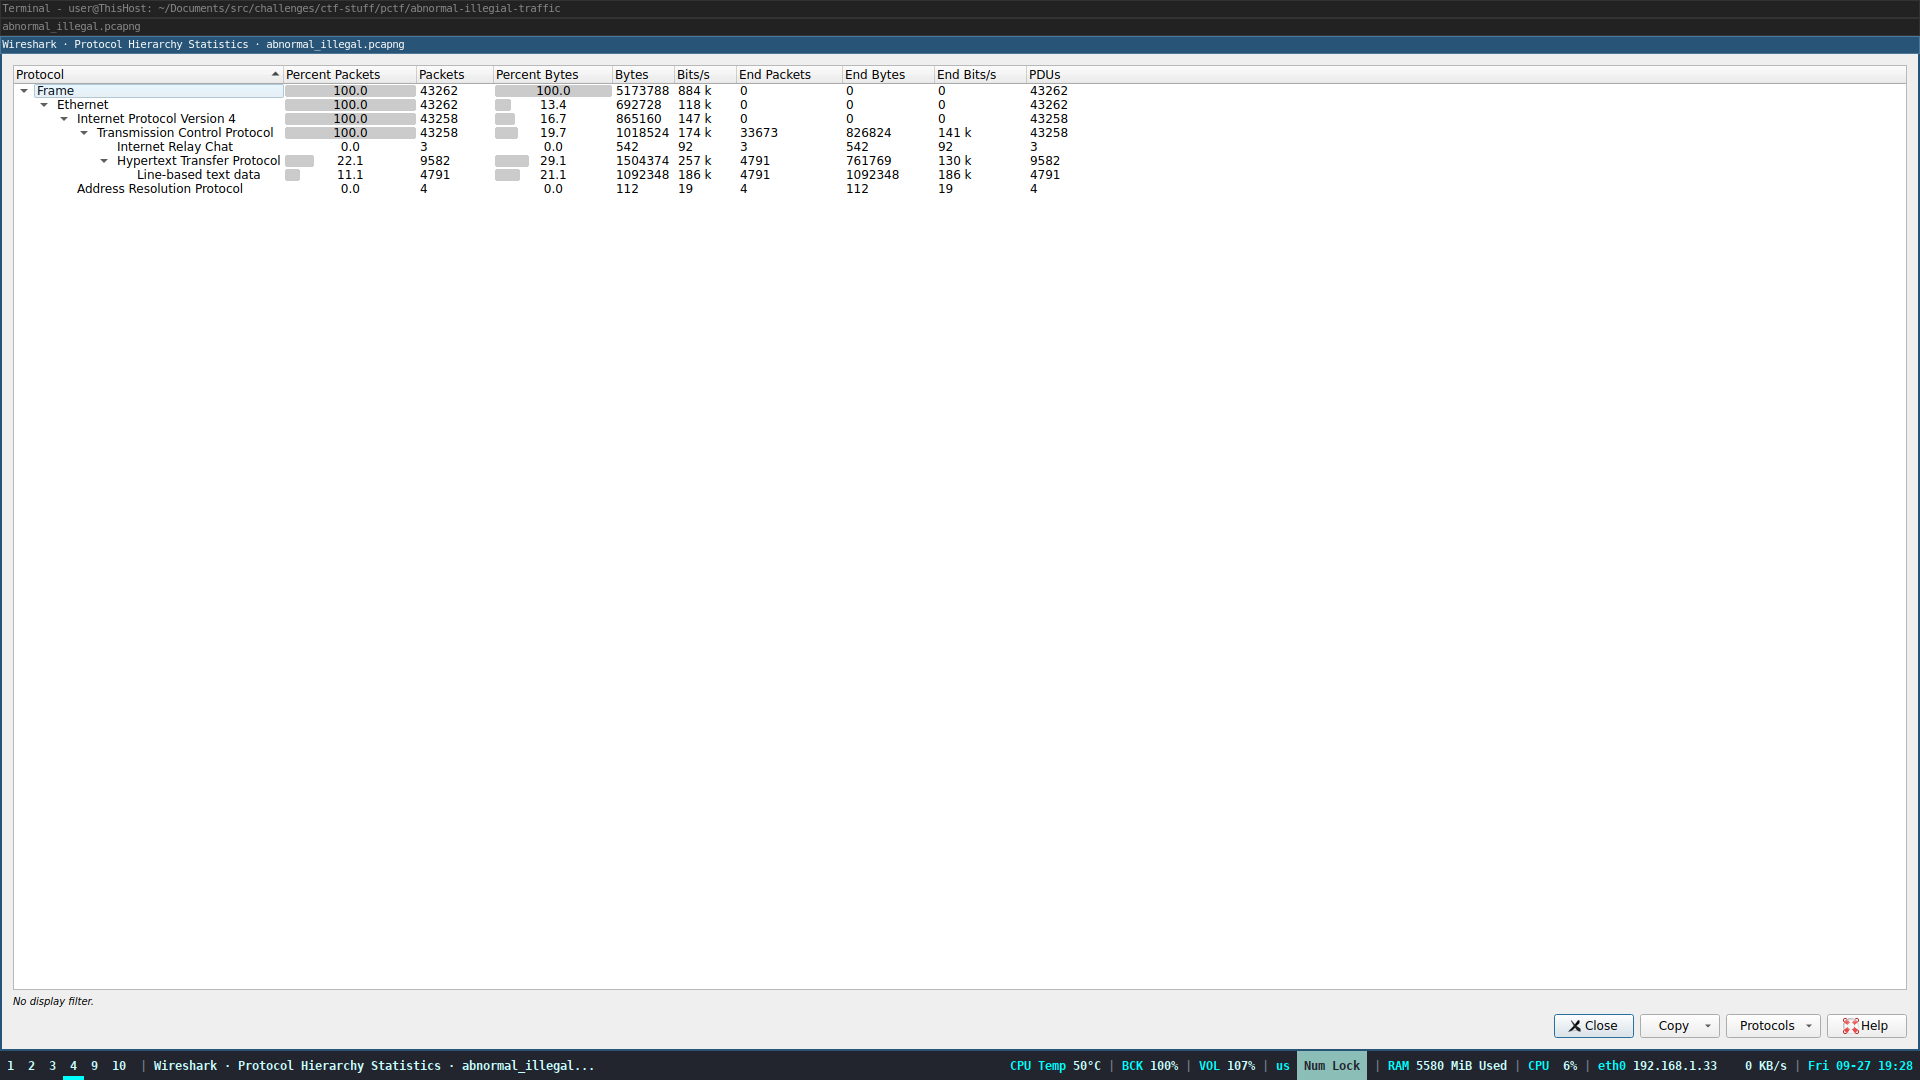 Terminal - user@ThisHost: ~/Documents/src/challenges/ctf-stuff/pctf/abnormal-illegial-traffic
abnormal_illegal.pcapng
Wireshark · Protocol Hierarchy Statistics · abnormal_illegal.pcapng
Protocol Percent Packets Packets Percent Bytes Bytes Bits/s End Packets End Bytes End Bits/s PDUs
Frame 100.0 43262 100.0 5173788 884 k 0 0 0 43262
Ethernet 100.0 43262 13.4 692728 118 k 0 0 0 43262
Internet Protocol Version 4 100.0 43258 16.7 865160 147 k 0 0 0 43258
Transmission Control Protocol 100.0 43258 19.7 1018524 174 k 33673 826824 141 k 43258
Internet Relay Chat 0.0 3 0.0 542 92 3 542 92 3
Hypertext Transfer Protocol 22.1 9582 29.1 1504374 257 k 4791 761769 130 k 9582
Line-based text data 11.1 4791 21.1 1092348 186 k 4791 1092348 186 k 4791
Address Resolution Protocol 0.0 4 0.0 112 19 4 112 19 4
No display filter.
Close Copy Protocols Help
1 2 3 4 9 10 | Wireshark · Protocol Hierarchy Statistics · abnormal_illegal... CPU Temp 50°C | BCK 100% | VOL 107% | us Num Lock | RAM 5580 MiB Used | CPU 6% | eth0 192.168.1.33 0 KB/s | Fri 09-27 19:28